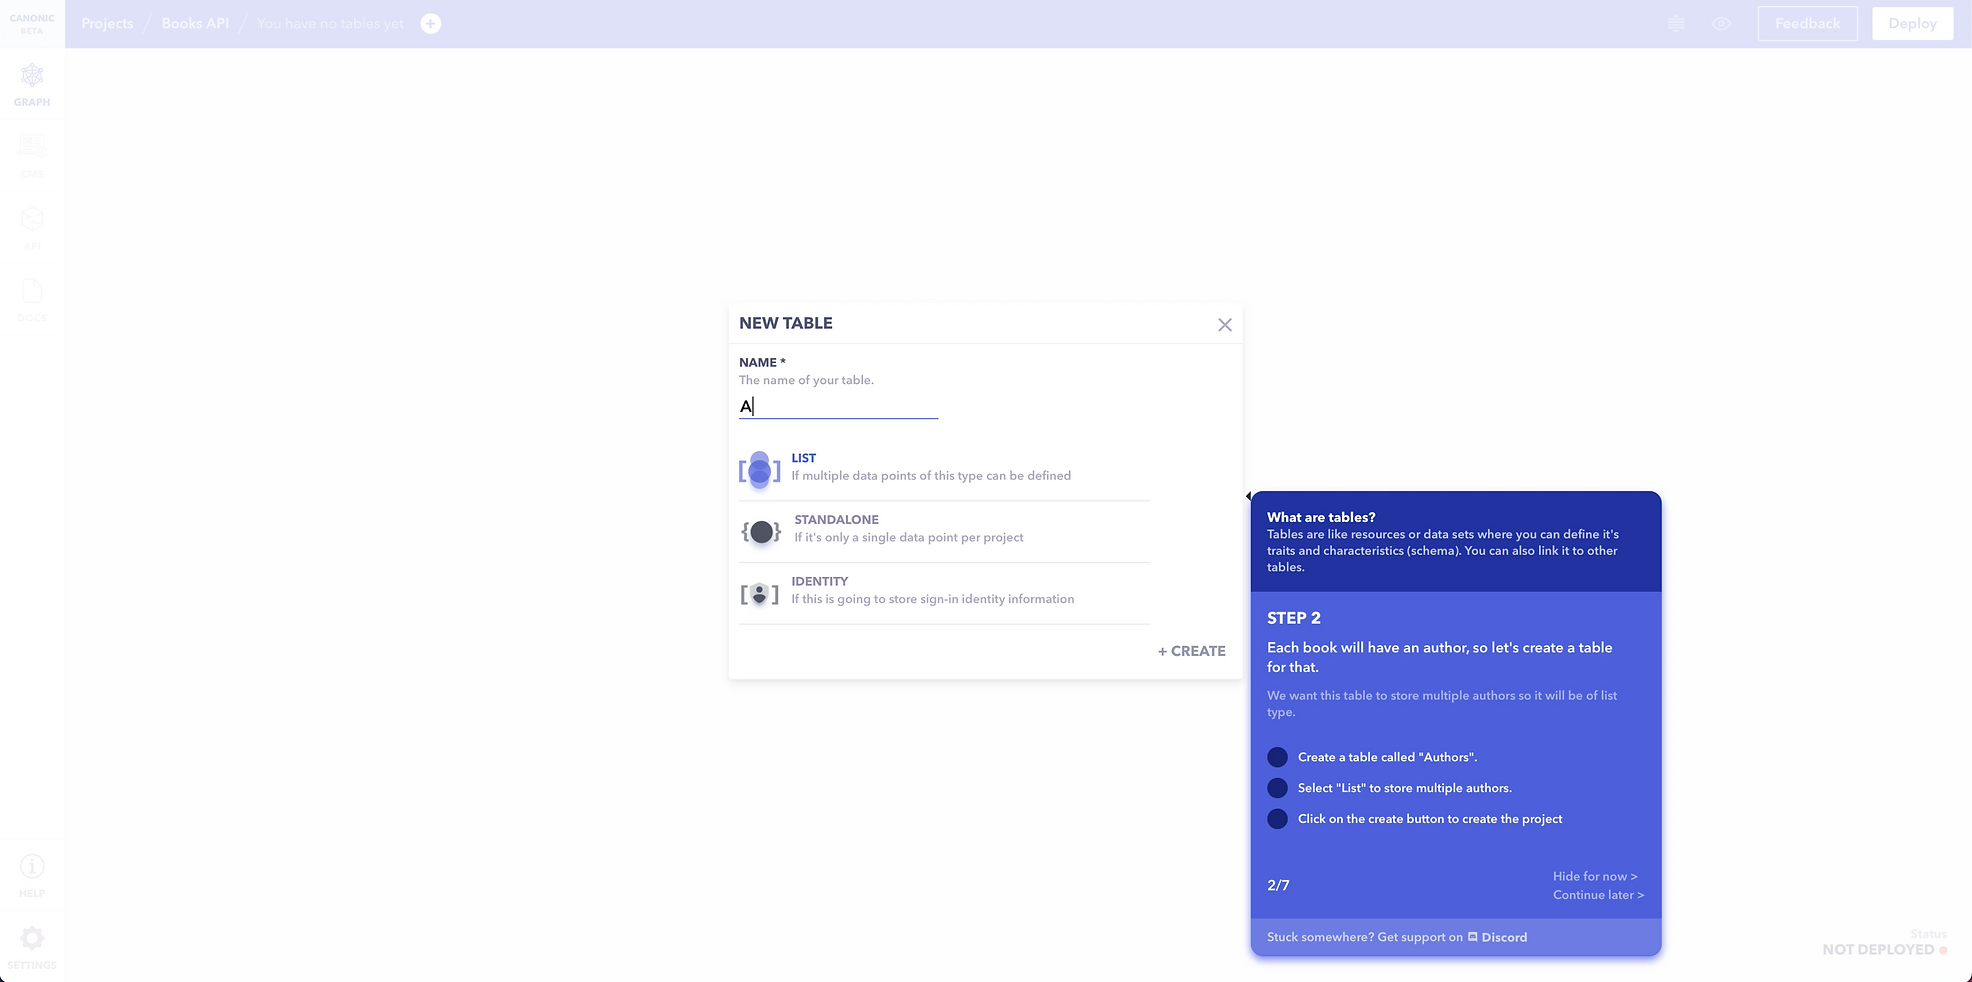 CANONIC
BETA
Projects / Books API / You have no tables yet
Feedback
Deploy
GRAPH
CMS
API
DOCS
HELP
SETTINGS
NEW TABLE
NAME *
The name of your table.
A
LIST
If multiple data points of this type can be defined
STANDALONE
If it's only a single data point per project
IDENTITY
If this is going to store sign-in identity information
+ CREATE
What are tables?
Tables are like resources or data sets where you can define it's
traits and characteristics (schema). You can also link it to other
tables.
STEP 2
Each book will have an author, so let's create a table
for that.
We want this table to store multiple authors so it will be of list
type.
Create a table called "Authors".
Select "List" to store multiple authors.
Click on the create button to create the project
2/7
Hide for now >
Continue later >
Stuck somewhere? Get support on Discord
Status
NOT DEPLOYED